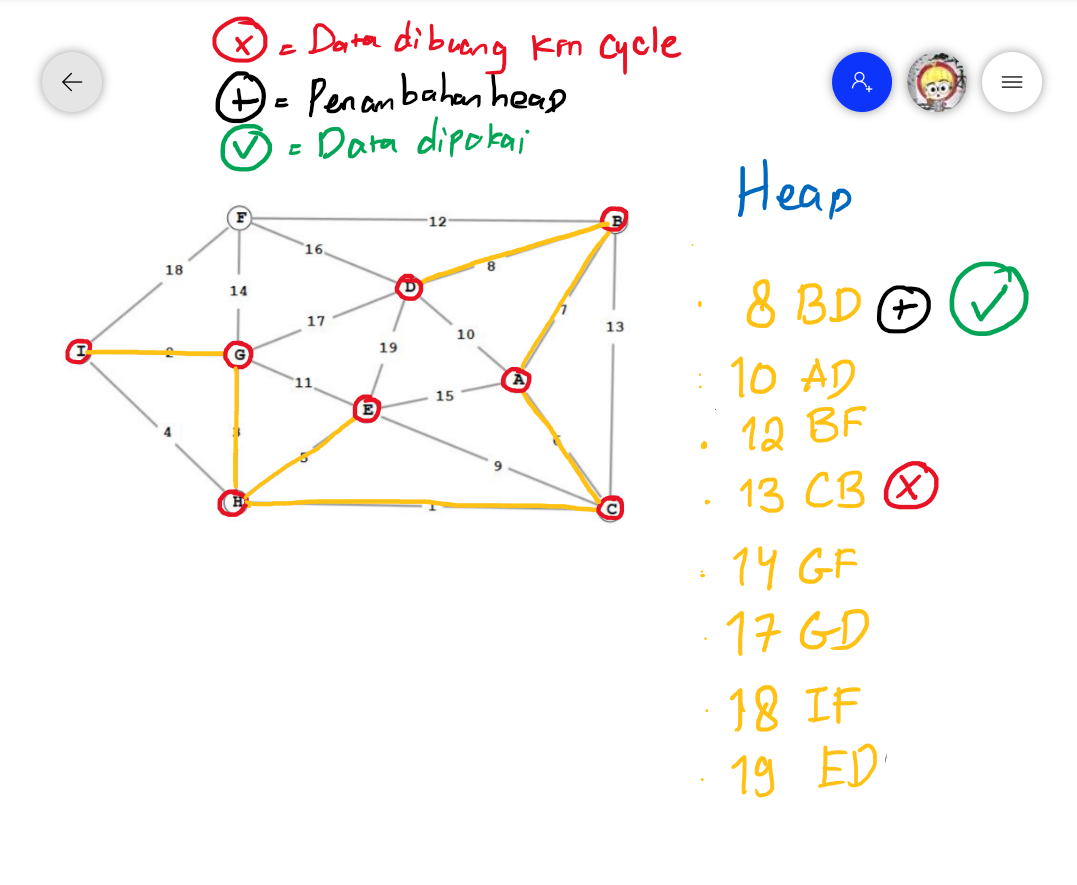 X = Data dibuang krn cycle
+ = Penambahan heap
✓ = Data dipakai
Heap
F 12 B
16
18
8
14
D
7
17
10
13
19
I 2 G
11
15
A
E
4
3
6
5
9
H 1 C
8 BD + ✓
10 AD
12 BF
13 CB X
14 GF
17 GD
18 IF
19 ED